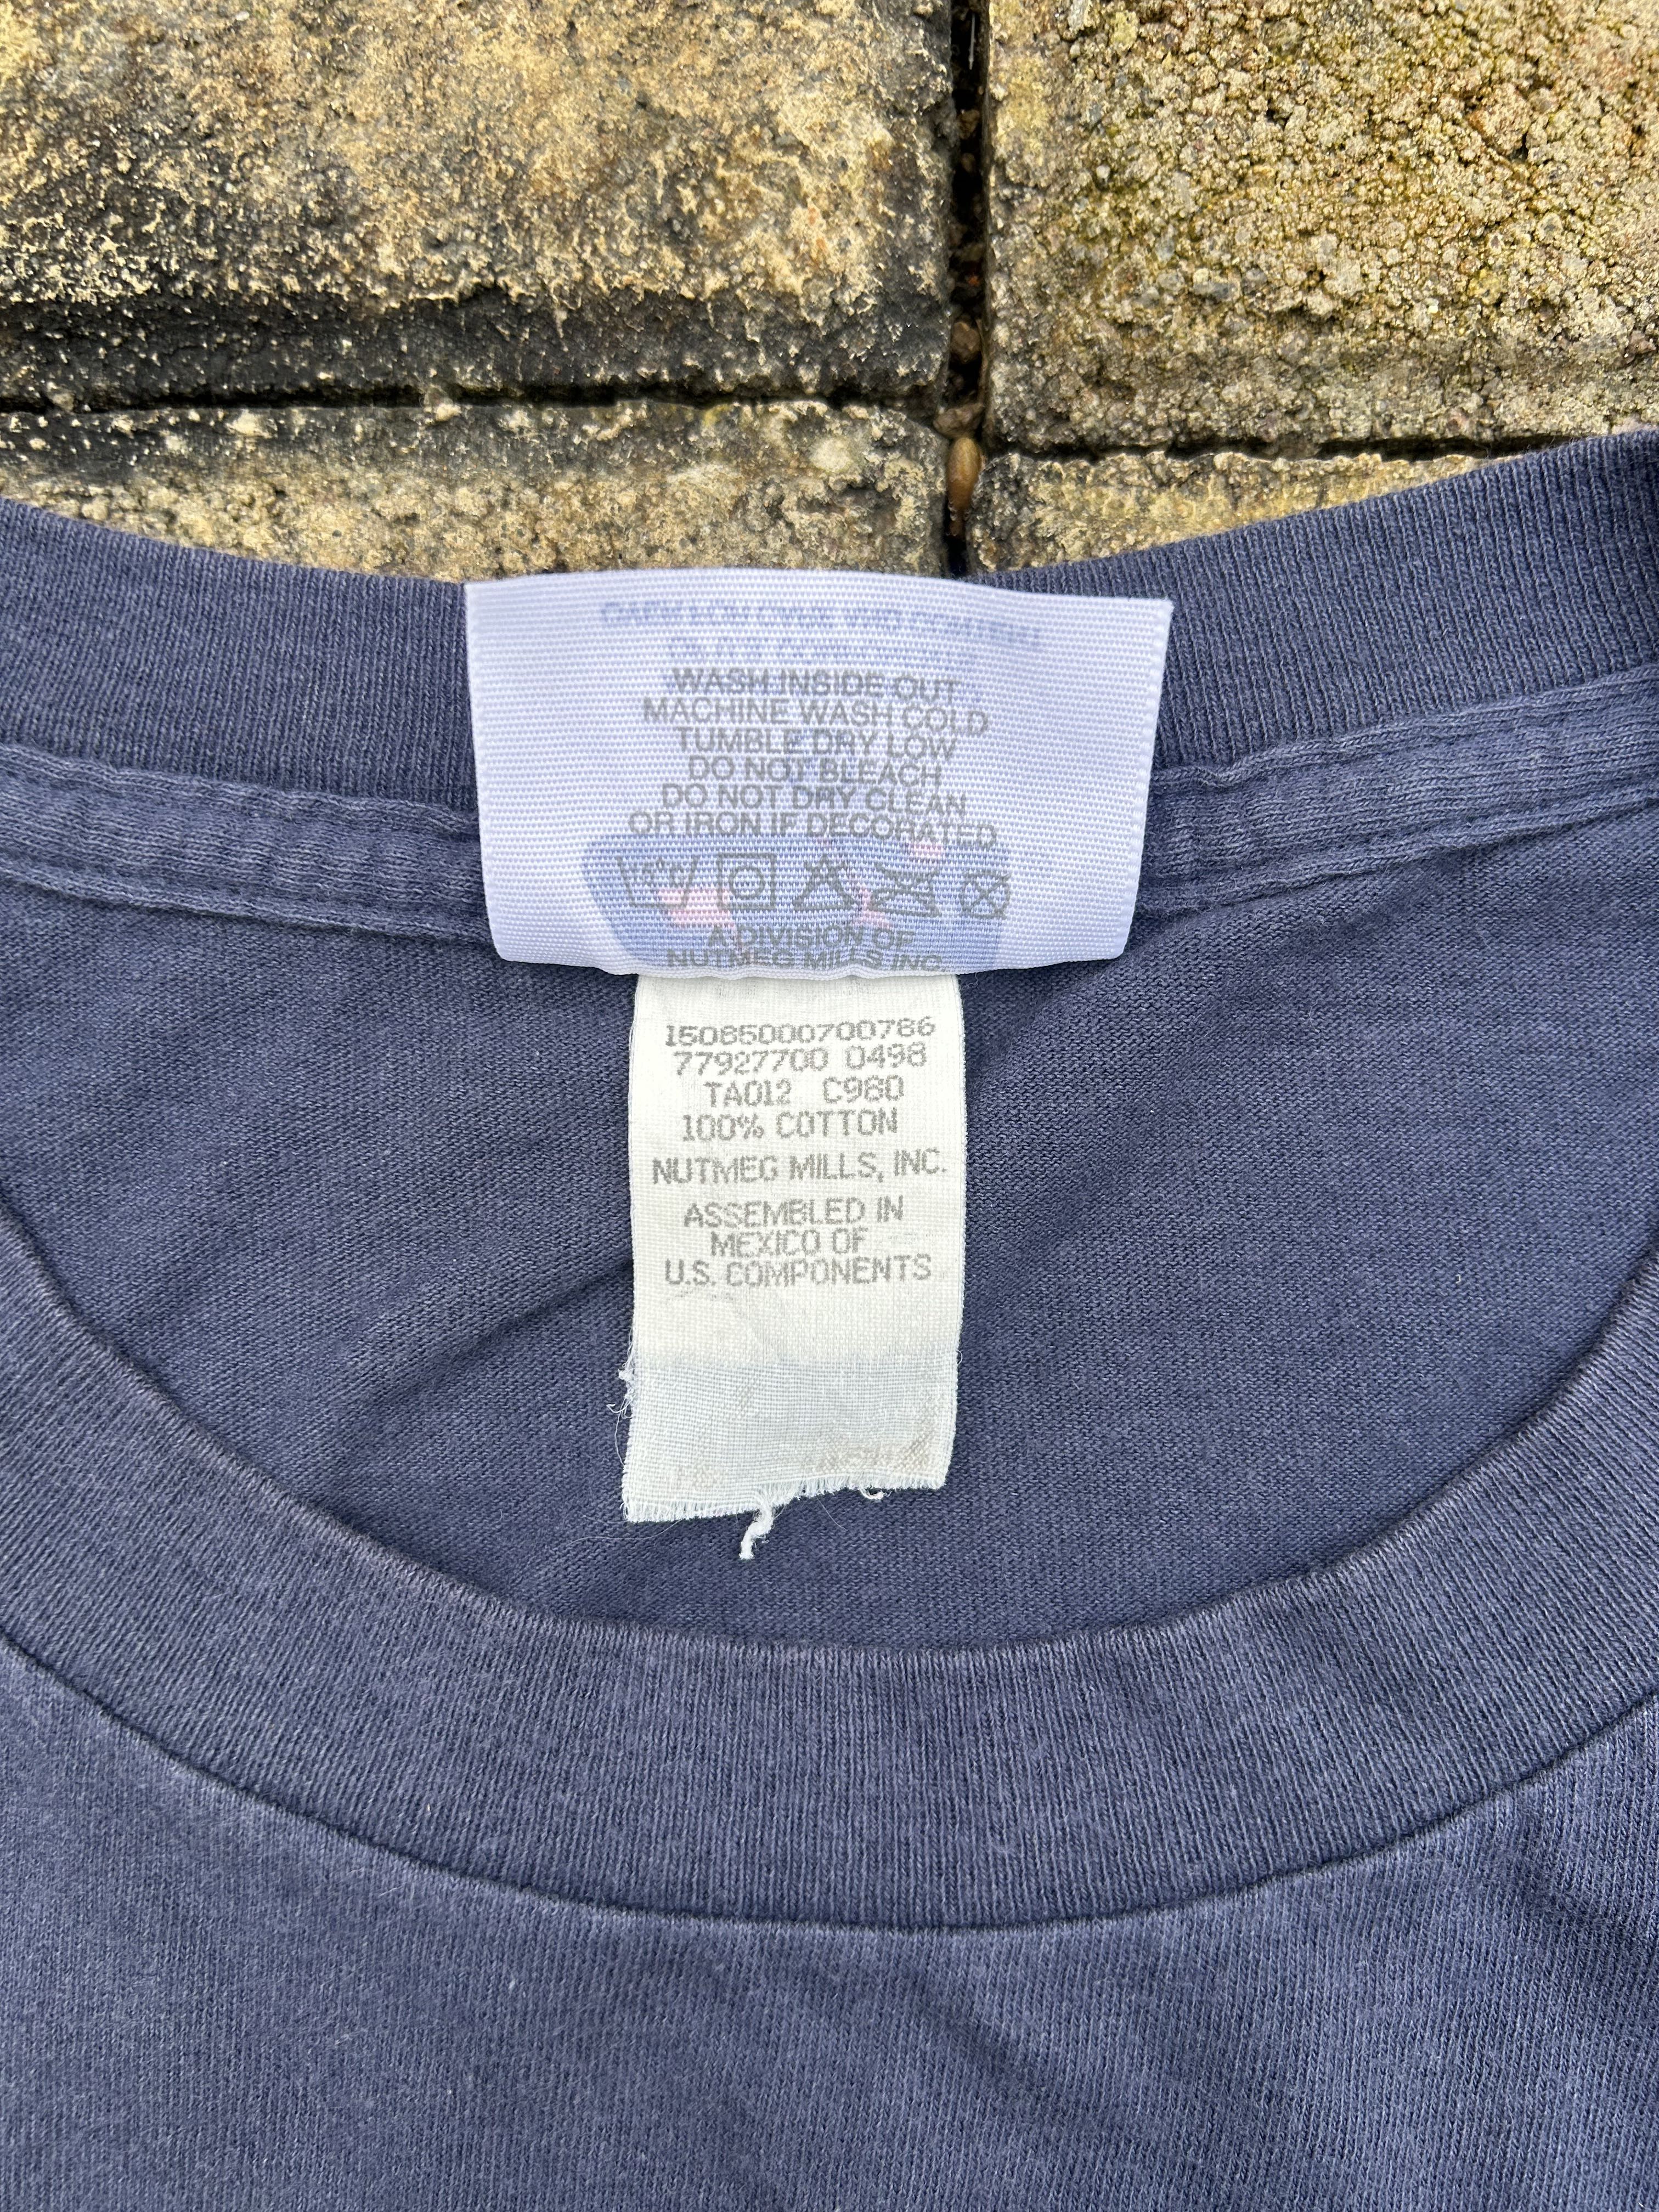 WASH INSIDE OUT
MACHINE WASH COLD
TUMBLE DRY LOW
DO NOT BLEACH
DO NOT DRY CLEAN
OR IRON IF DECORATED
A DIVISION OF
NUTMEG MILLS INC.
15085000700786
77927700 0498
TA012 C980
100% COTTON
NUTMEG MILLS, INC.
ASSEMBLED IN
MEXICO OF
U.S. COMPONENTS